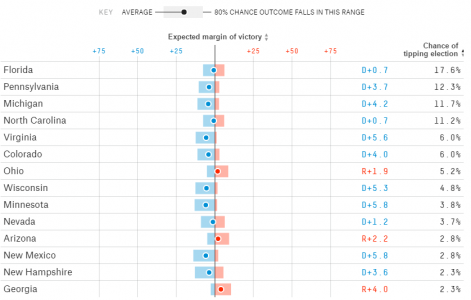 KEY AVERAGE 80% CHANCE OUTCOME FALLS IN THIS RANGE
Expected margin of victory
Chance of
tipping election
+75 +50 +25 +25 +50 +75
Florida D+0.7 17.6%
Pennsylvania D+3.7 12.3%
Michigan D+4.2 11.7%
North Carolina D+0.7 11.2%
Virginia D+5.6 6.0%
Colorado D+4.0 6.0%
Ohio R+1.9 5.2%
Wisconsin D+5.3 4.8%
Minnesota D+5.8 3.8%
Nevada D+1.2 3.7%
Arizona R+2.2 2.8%
New Mexico D+5.8 2.8%
New Hampshire D+3.6 2.3%
Georgia R+4.0 2.3%